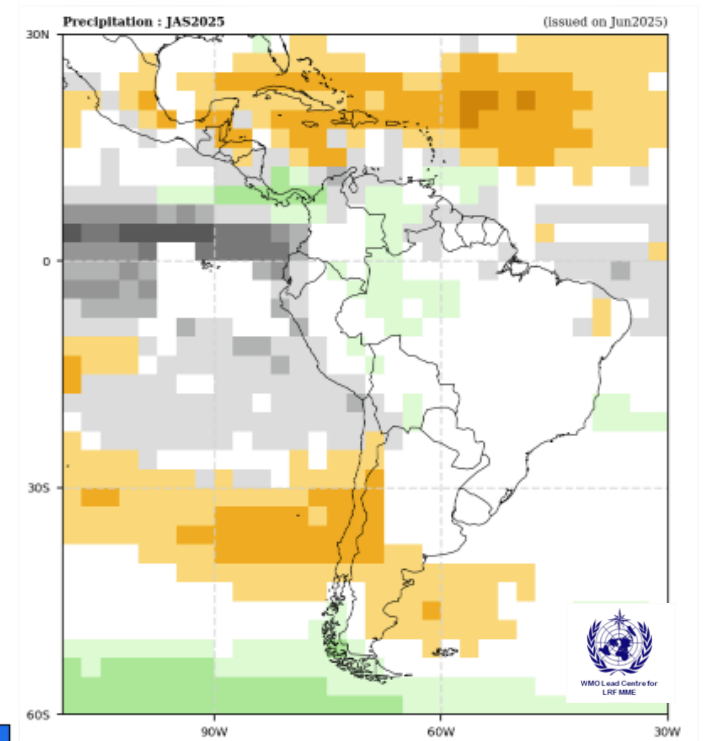 Precipitation : JAS2025
(issued on Jun2025)
30N
0
30S
60S
90W
60W
30W
WMO Lead Centre for
LRF MME